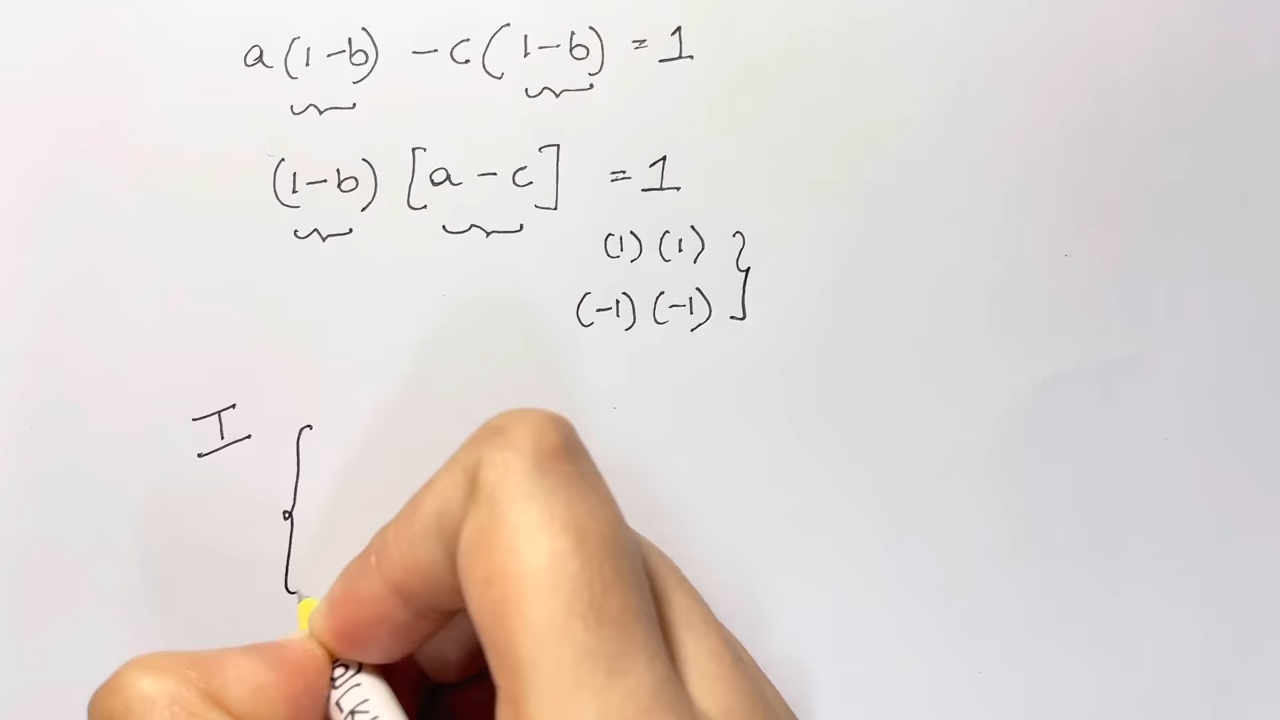 a(1-b) -c(1-b) = 1
(1-b) [a-c] = 1
(1) (1)
(-1) (-1)
I